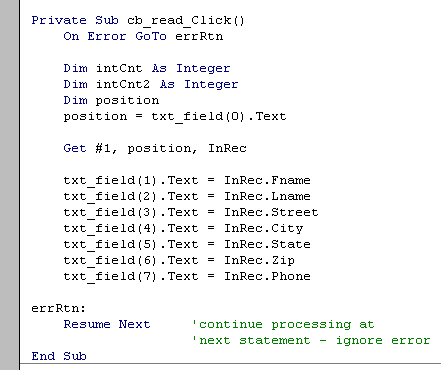 Private Sub cb_read_Click()
    On Error GoTo errRtn

    Dim intCnt As Integer
    Dim intCnt2 As Integer
    Dim position
    position = txt_field(0).Text

    Get #1, position, InRec

    txt_field(1).Text = InRec.Fname
    txt_field(2).Text = InRec.Lname
    txt_field(3).Text = InRec.Street
    txt_field(4).Text = InRec.City
    txt_field(5).Text = InRec.State
    txt_field(6).Text = InRec.Zip
    txt_field(7).Text = InRec.Phone

errRtn:
    Resume Next     'continue processing at
                    'next statement - ignore error
End Sub